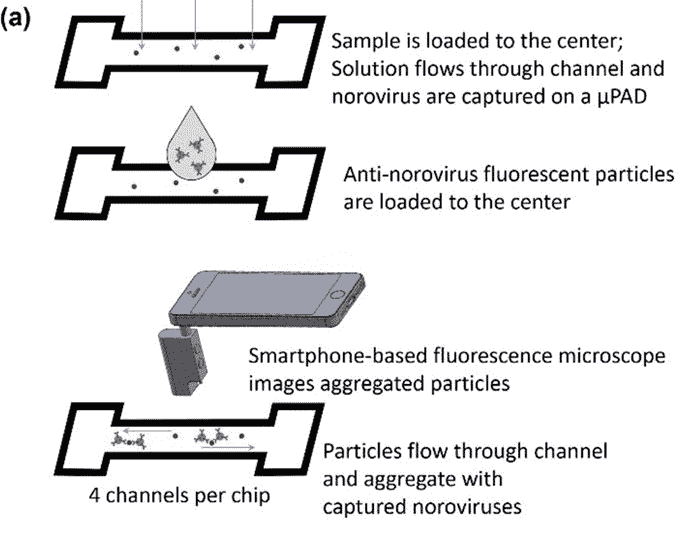 (a)
Sample is loaded to the center;
Solution flows through channel and
norovirus are captured on a µPAD
Anti-norovirus fluorescent particles
are loaded to the center
Smartphone-based fluorescence microscope
images aggregated particles
Particles flow through channel
and aggregate with
captured noroviruses
4 channels per chip